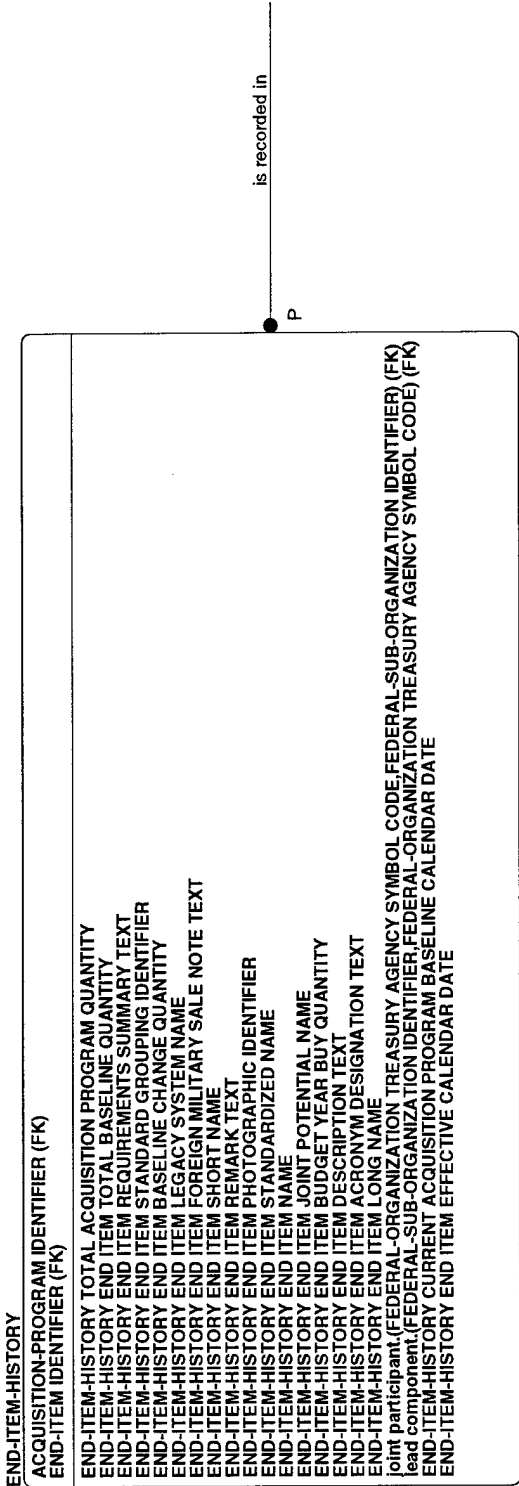 END-ITEM-HISTORY
ACQUISITION-PROGRAM IDENTIFIER (FK)
END-ITEM IDENTIFIER (FK)
END-ITEM-HISTORY TOTAL ACQUISITION PROGRAM QUANTITY
END-ITEM-HISTORY END ITEM TOTAL BASELINE QUANTITY
END-ITEM-HISTORY END ITEM REQUIREMENTS SUMMARY TEXT
END-ITEM-HISTORY END ITEM STANDARD GROUPING IDENTIFIER
END-ITEM-HISTORY END ITEM BASELINE CHANGE QUANTITY
END-ITEM-HISTORY END ITEM LEGACY SYSTEM NAME
END-ITEM-HISTORY END ITEM FOREIGN MILITARY SALE NOTE TEXT
END-ITEM-HISTORY END ITEM SHORT NAME
END-ITEM-HISTORY END ITEM REMARK TEXT
END-ITEM-HISTORY END ITEM PHOTOGRAPHIC IDENTIFIER
END-ITEM-HISTORY END ITEM STANDARDIZED NAME
END-ITEM-HISTORY END ITEM NAME
END-ITEM-HISTORY END ITEM JOINT POTENTIAL NAME
END-ITEM-HISTORY END ITEM BUDGET YEAR BUY QUANTITY
END-ITEM-HISTORY END ITEM DESCRIPTION TEXT
END-ITEM-HISTORY END ITEM ACRONYM DESIGNATION TEXT
END-ITEM-HISTORY END ITEM LONG NAME
joint participant.(FEDERAL-ORGANIZATION TREASURY AGENCY SYMBOL CODE,FEDERAL-SUB-ORGANIZATION IDENTIFIER) (FK)
lead component.(FEDERAL-SUB-ORGANIZATION IDENTIFIER,FEDERAL-ORGANIZATION TREASURY AGENCY SYMBOL CODE) (FK)
END-ITEM-HISTORY CURRENT ACQUISITION PROGRAM BASELINE CALENDAR DATE
END-ITEM-HISTORY END ITEM EFFECTIVE CALENDAR DATE
P
is recorded in